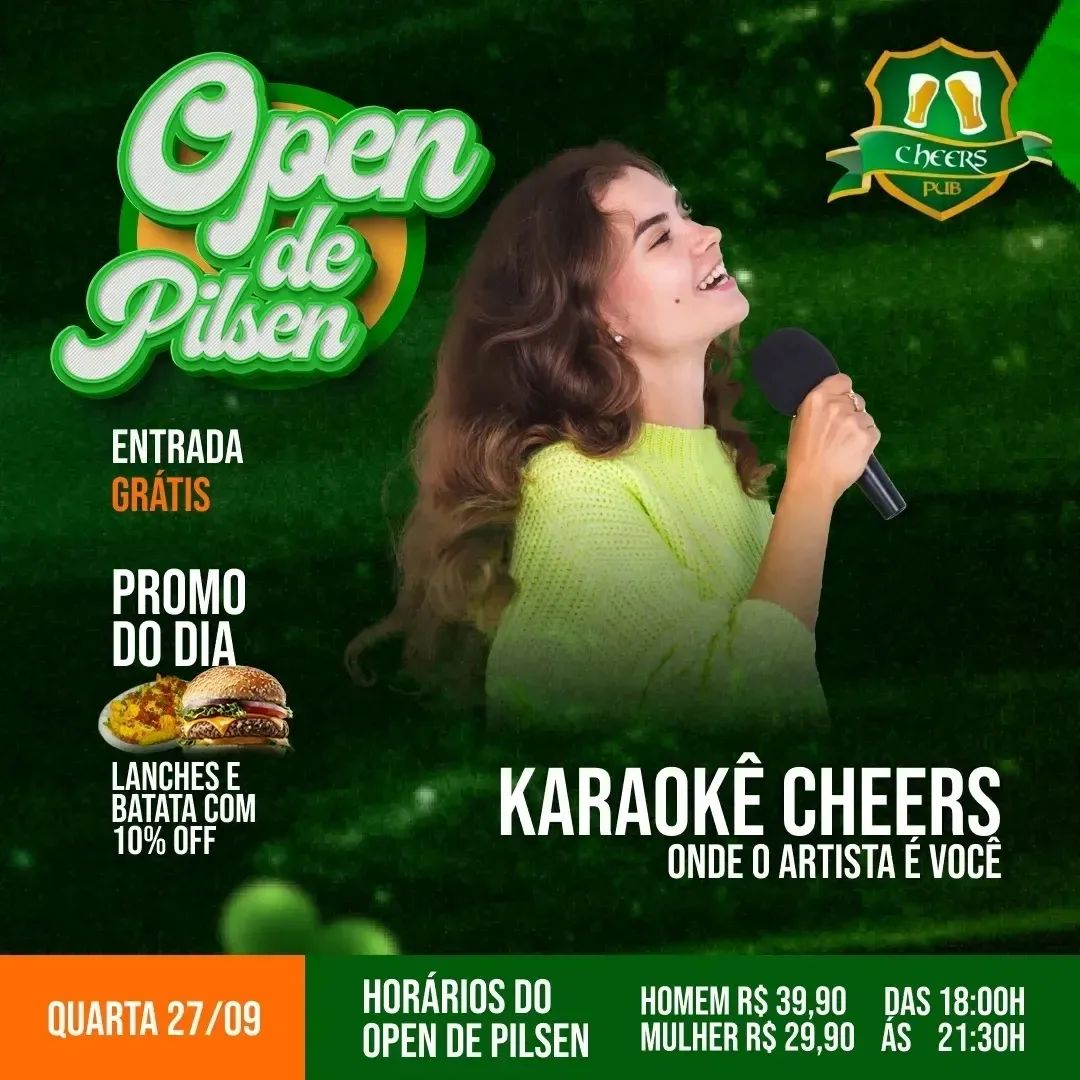 Open
de
Pilsen
CHEERS
PUB
ENTRADA
GRÁTIS
PROMO
DO DIA
LANCHES E
BATATA COM
10% OFF
KARAOKÊ CHEERS
ONDE O ARTISTA É VOCÊ
QUARTA 27/09
HORÁRIOS DO
OPEN DE PILSEN
HOMEM R$ 39,90 DAS 18:00H
MULHER R$ 29,90 ÁS 21:30H